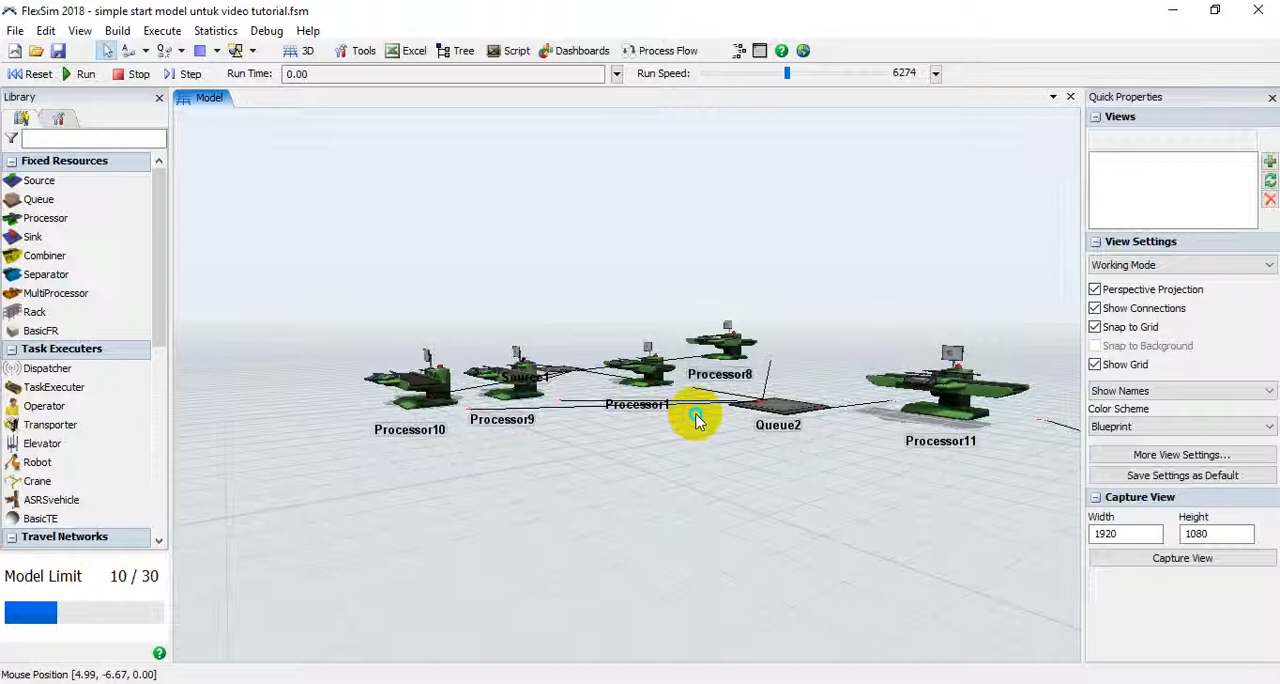 FlexSim 2018 - simple start model untuk video tutorial.fsm
File Edit View Build Execute Statistics Debug Help
3D Tools Excel Tree Script Dashboards Process Flow
Reset Run Stop Step Run Time: 0.00 Run Speed: 6274
Library
Model
Fixed Resources
Source
Queue
Processor
Sink
Combiner
Separator
MultiProcessor
Rack
BasicFR
Task Executers
Dispatcher
TaskExecuter
Operator
Transporter
Elevator
Robot
Crane
ASRSvehicle
BasicTE
Travel Networks
Model Limit 10 / 30
Mouse Position [4.99, -6.67, 0.00]
Processor8
Source1
Processor1
Processor9
Queue2
Processor10
Processor11
Quick Properties
Views
View Settings
Working Mode
Perspective Projection
Show Connections
Snap to Grid
Snap to Background
Show Grid
Show Names
Color Scheme
Blueprint
More View Settings...
Save Settings as Default
Capture View
Width Height
1920 1080
Capture View